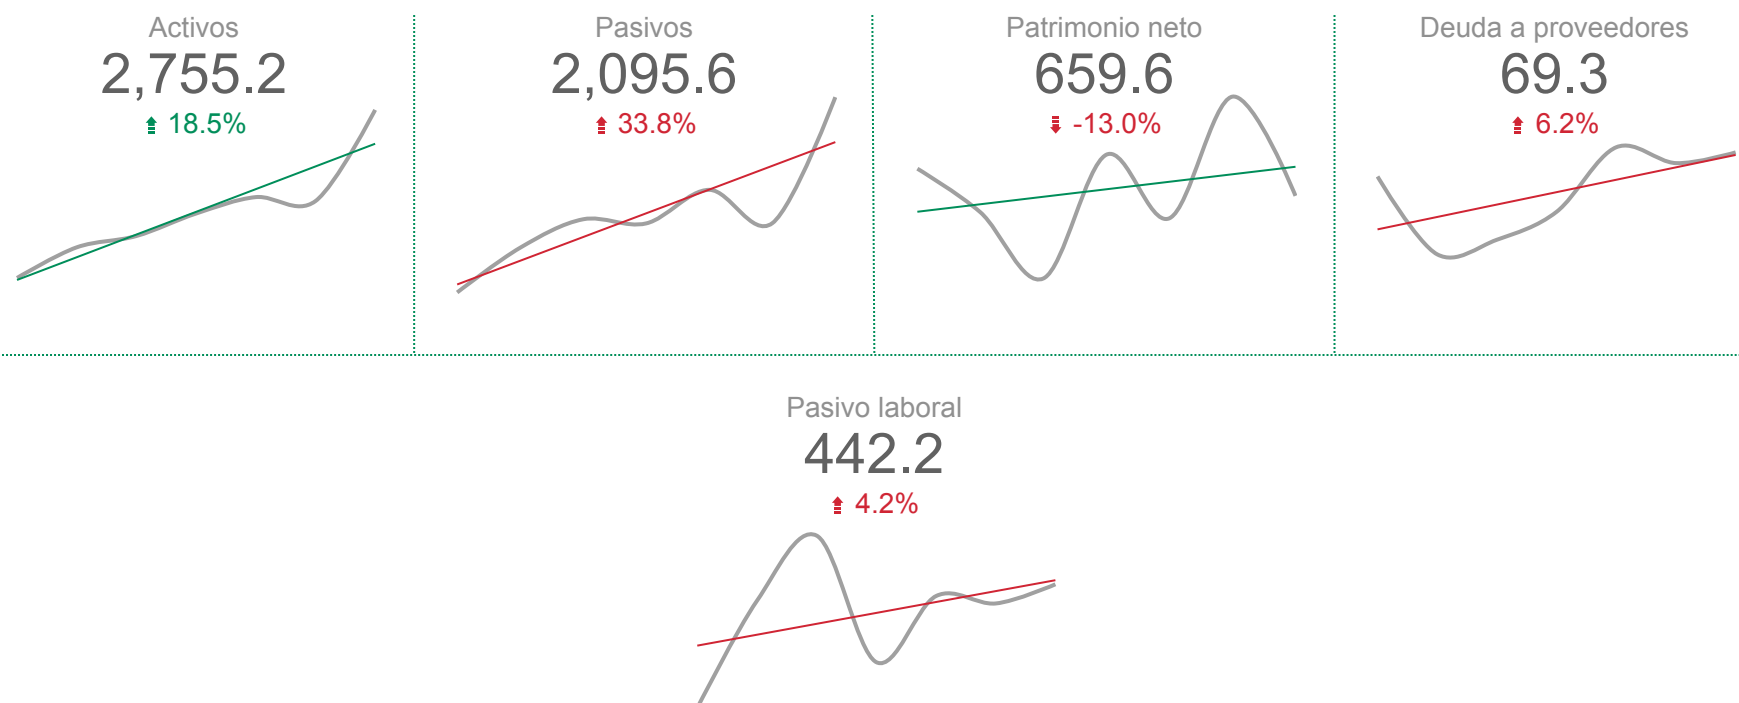 Activos
2,755.2
18.5%
Pasivos
2,095.6
33.8%
Patrimonio neto
659.6
-13.0%
Deuda a proveedores
69.3
6.2%
Pasivo laboral
442.2
4.2%